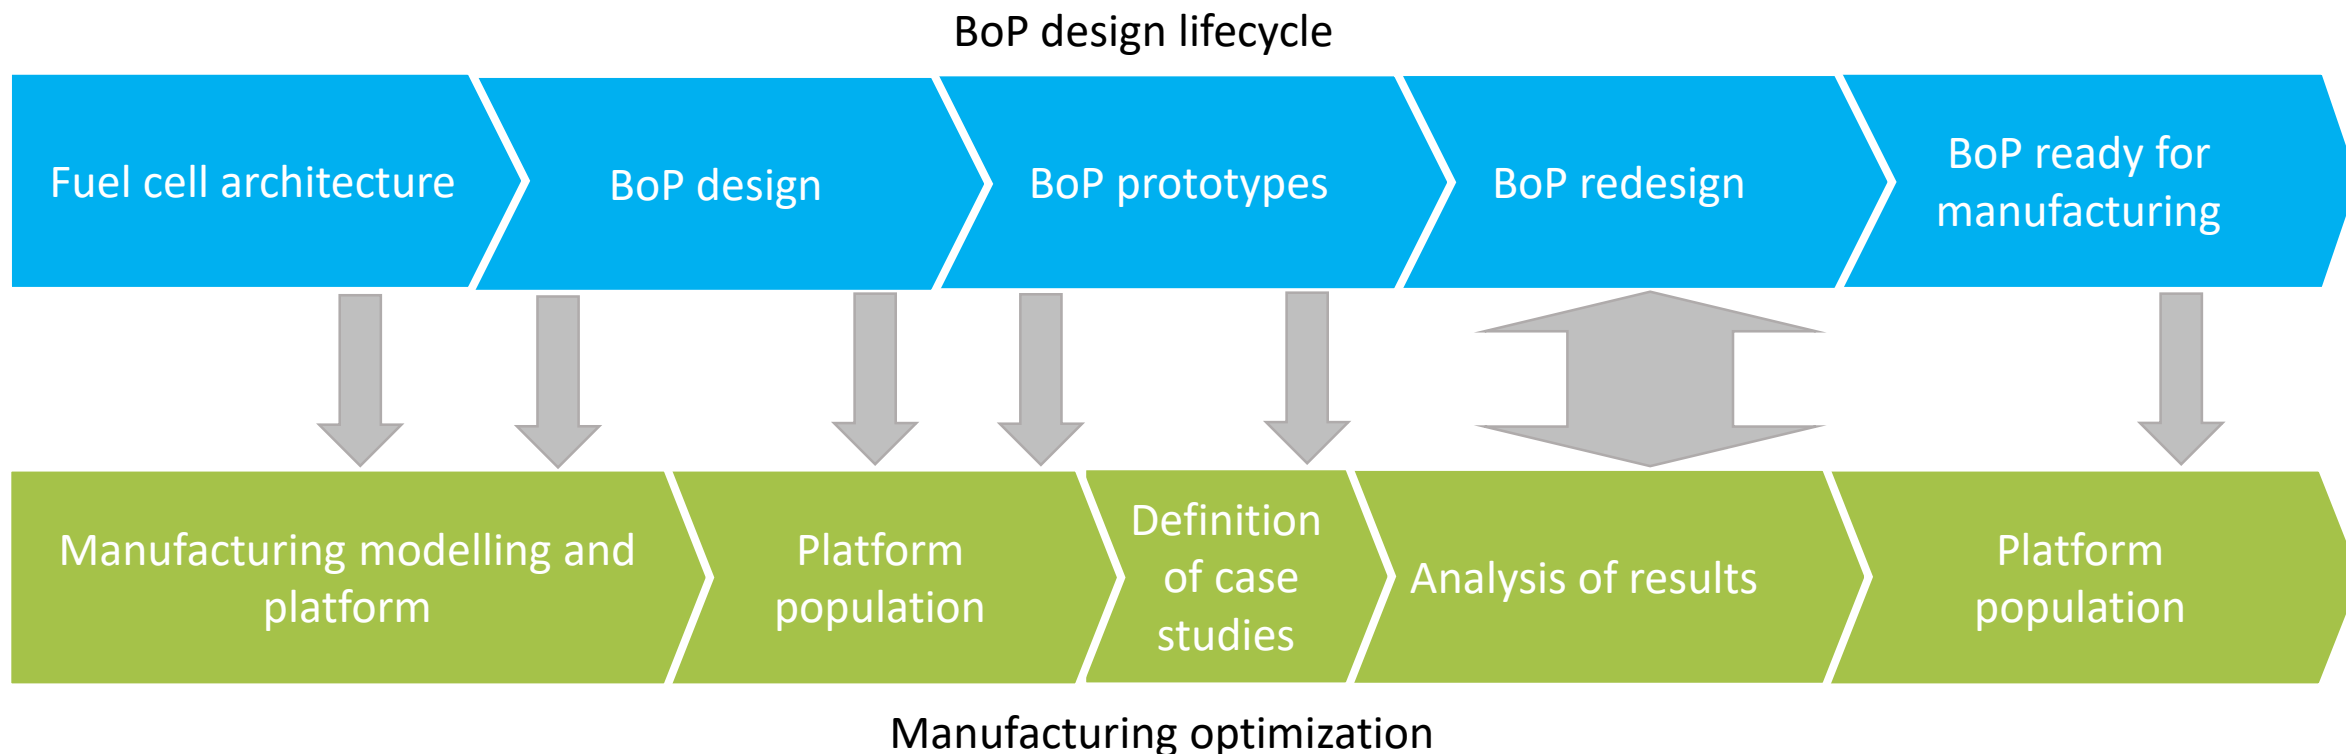 BoP design lifecycle
Fuel cell architecture
BoP design
BoP prototypes
BoP redesign
BoP ready for
manufacturing
Manufacturing modelling and
platform
Platform
population
Definition
of case
studies
Analysis of results
Platform
population
Manufacturing optimization